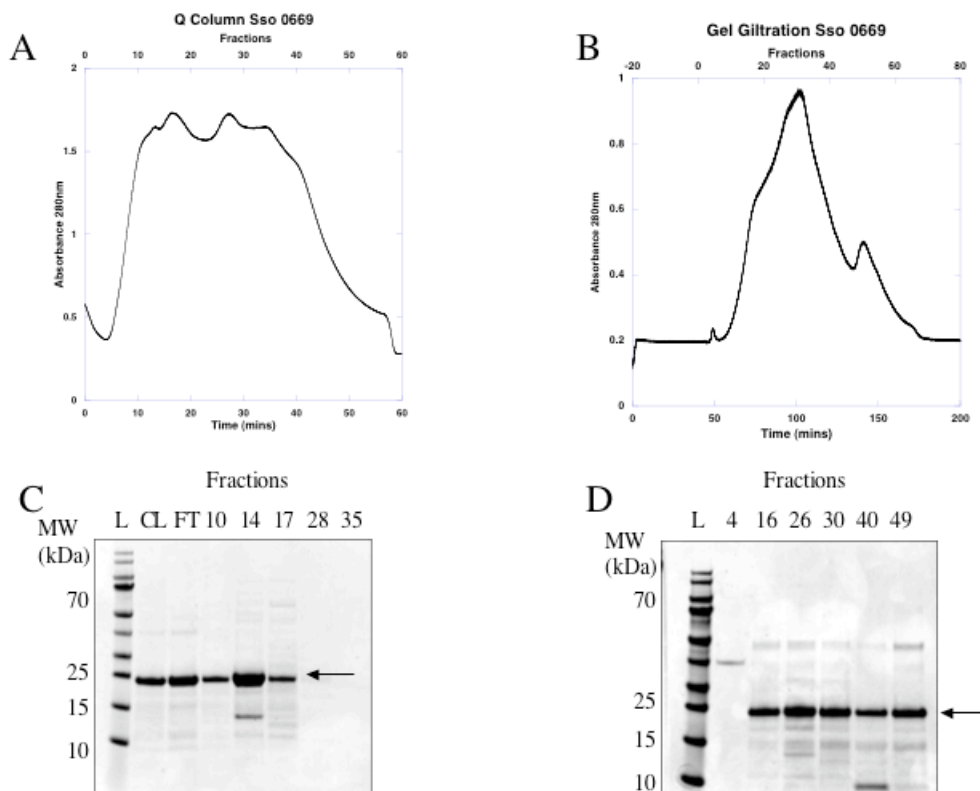 A
Q Column Sso 0669
Fractions
0 10 20 30 40 50 60
2
1.5
1
0.5
0
Absorbance 280nm
0 10 20 30 40 50 60
Time (mins)
B
Gel Giltration Sso 0669
Fractions
-20 0 20 40 60 80
1
0.8
0.6
0.4
0.2
0
Absorbance 280nm
0 50 100 150 200
Time (mins)
C
Fractions
MW
(kDa)
L CL FT 10 14 17 28 35
70
25
15
10
D
Fractions
MW
(kDa)
L 4 16 26 30 40 49
70
25
15
10